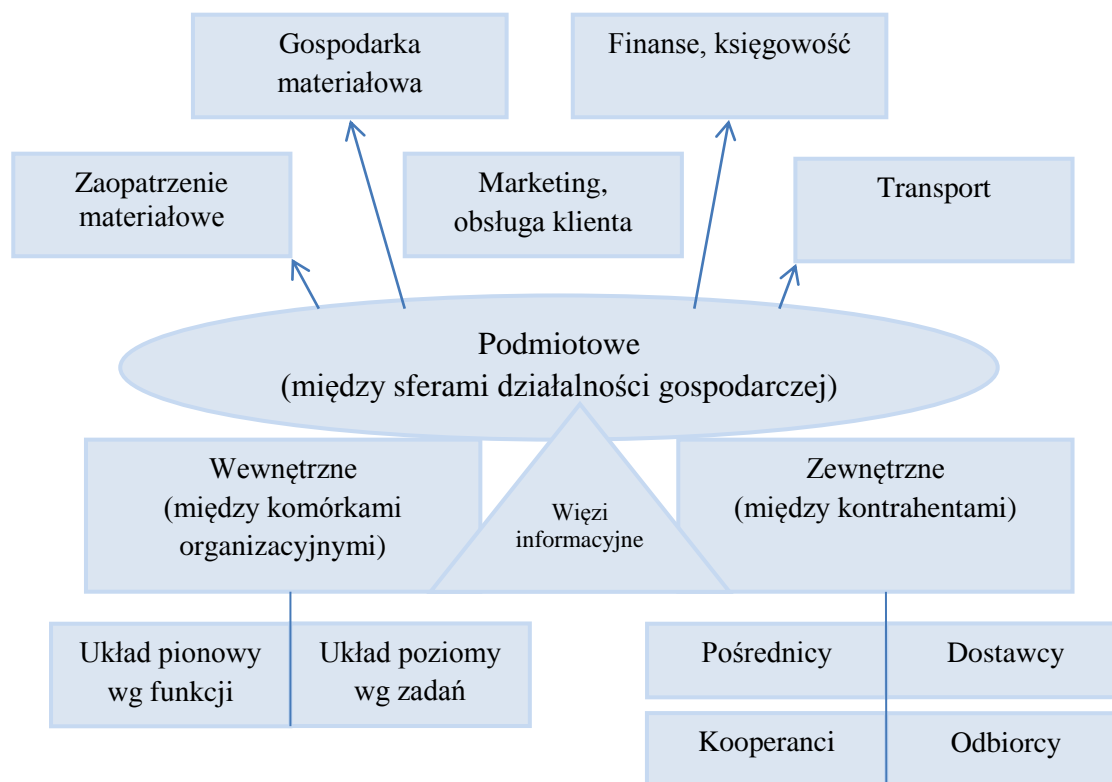 Gospodarka
materiałowa
Finanse, księgowość
Zaopatrzenie
materiałowe
Marketing,
obsługa klienta
Transport
Podmiotowe
(między sferami działalności gospodarczej)
Wewnętrzne
(między komórkami
organizacyjnymi)
Więzi
informacyjne
Zewnętrzne
(między kontrahentami)
Układ pionowy
wg funkcji
Układ poziomy
wg zadań
Pośrednicy
Dostawcy
Kooperanci
Odbiorcy